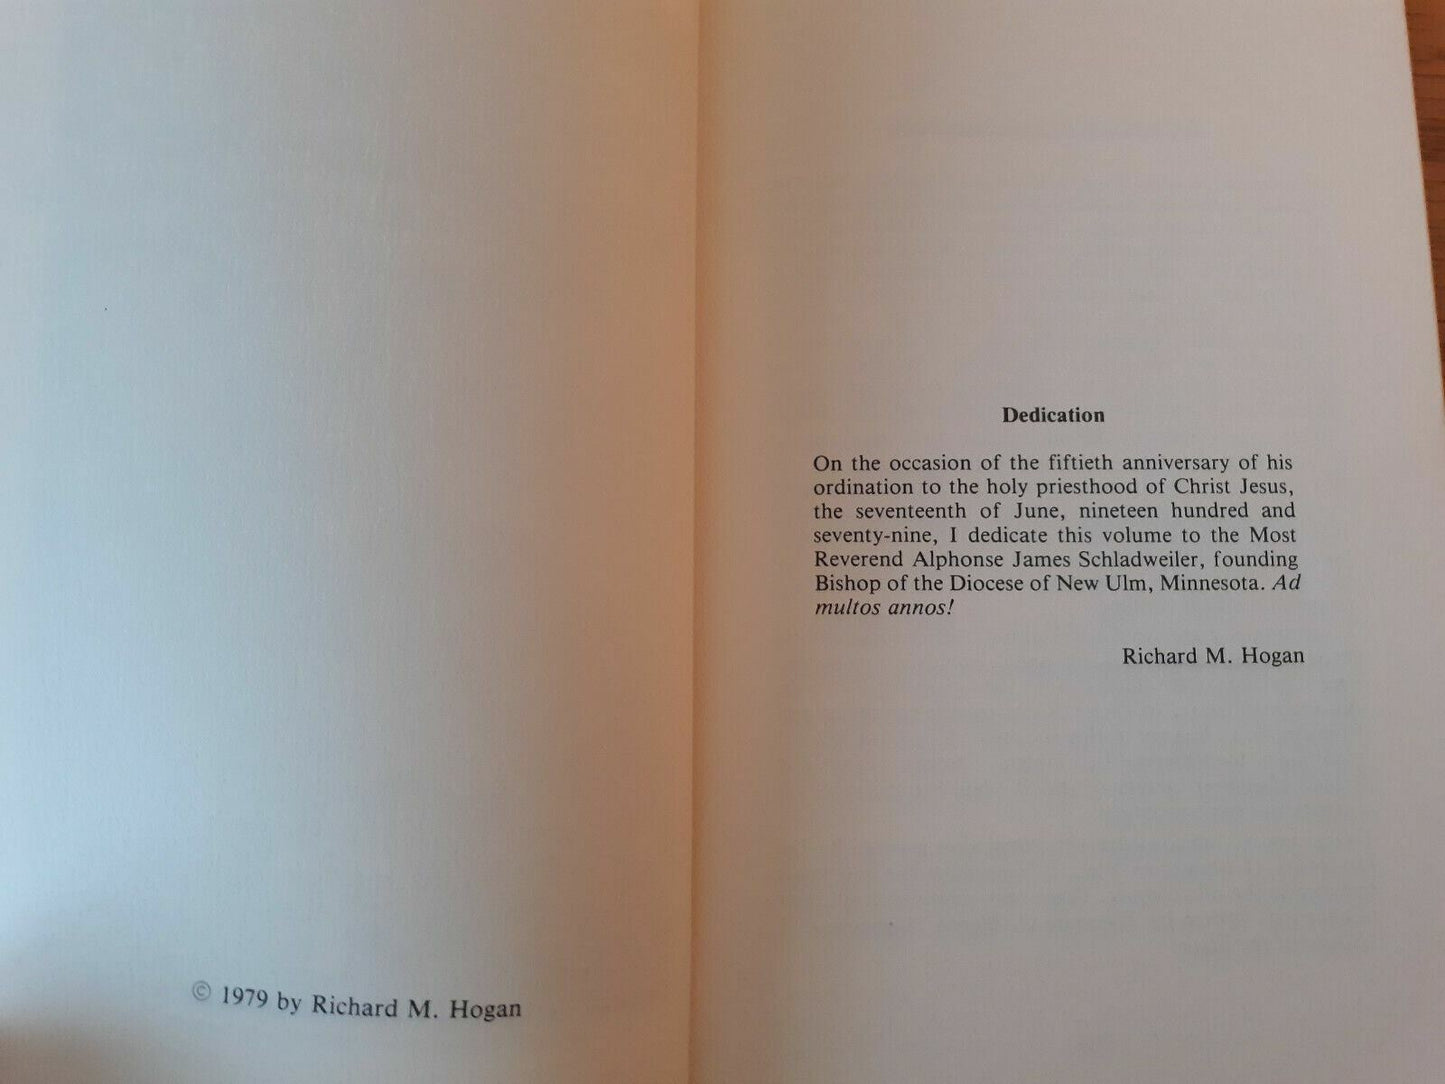 © 1979 by Richard M. Hogan
Dedication
On the occasion of the fiftieth anniversary of his
ordination to the holy priesthood of Christ Jesus,
the seventeenth of June, nineteen hundred and
seventy-nine, I dedicate this volume to the Most
Reverend Alphonse James Schladweiler, founding
Bishop of the Diocese of New Ulm, Minnesota. Ad
multos annos!
Richard M. Hogan